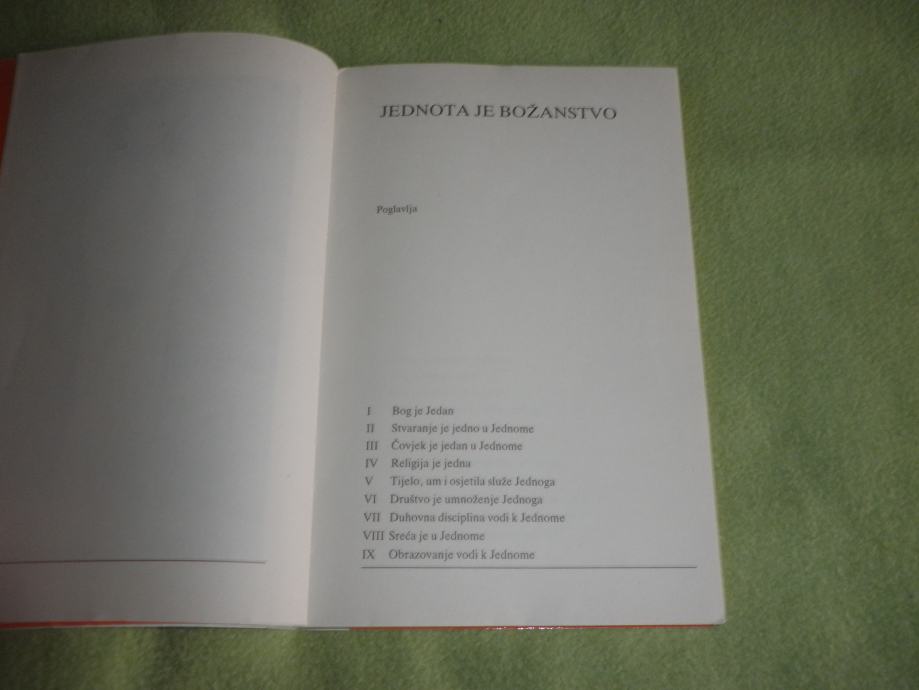 JEDNOTA JE BOŽANSTVO
Poglavlja
I Bog je Jedan
II Stvaranje je jedno u Jednome
III Čovjek je jedan u Jednome
IV Religija je jedna
V Tijelo, um i osjetila služe Jednoga
VI Društvo je umnoženje Jednoga
VII Duhovna disciplina vodi k Jednome
VIII Sreća je u Jednome
IX Obrazovanje vodi k Jednome